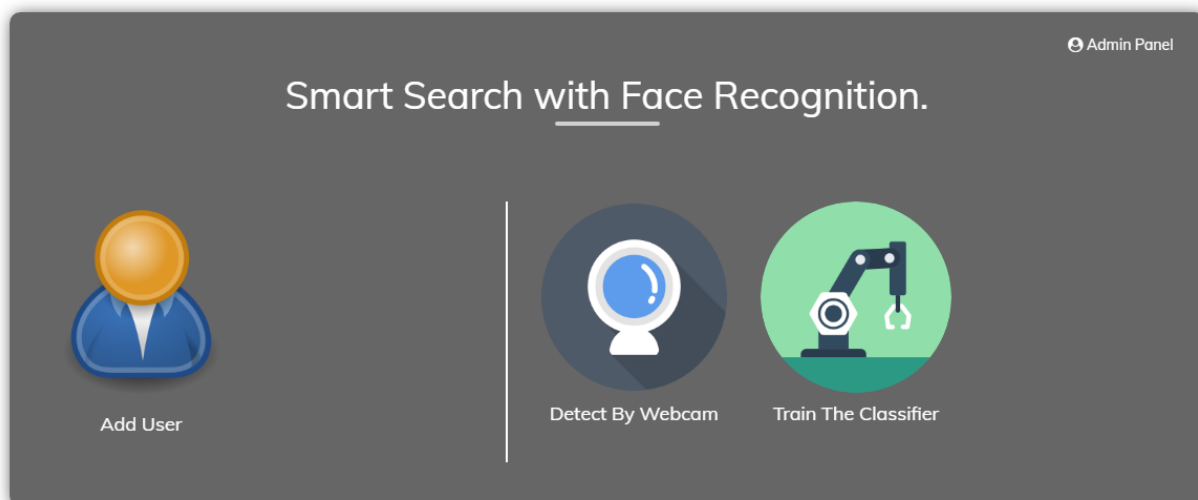 Admin Panel
Smart Search with Face Recognition.
Add User
Detect By Webcam
Train The Classifier